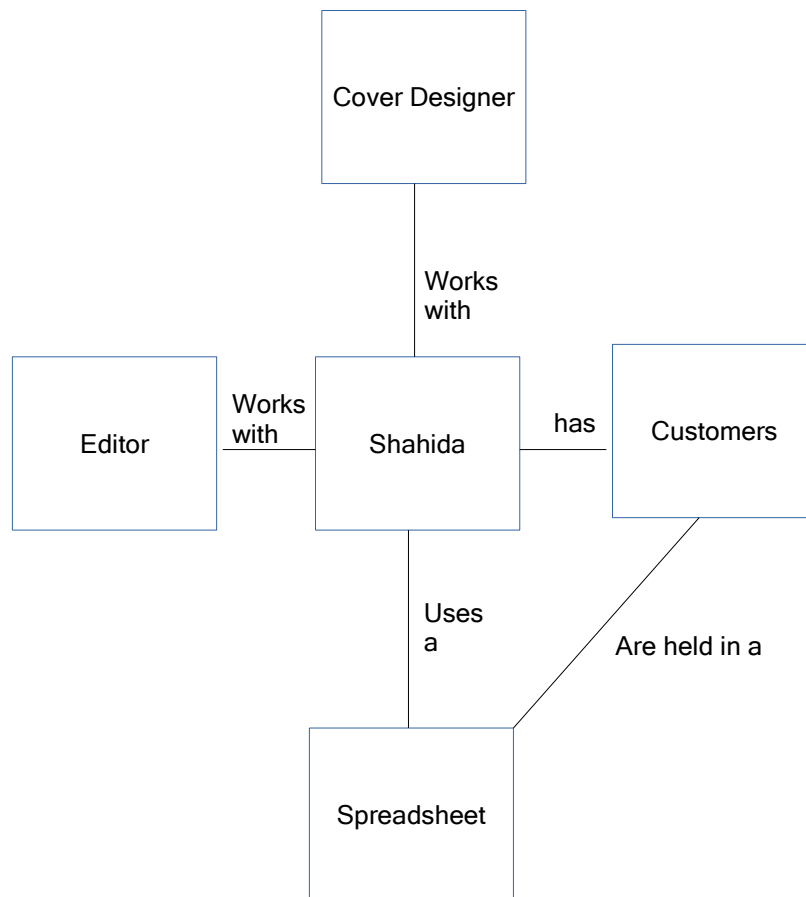 Cover Designer
Works
with
Editor
Works
with
Shahida
has
Customers
Uses
a
Are held in a
Spreadsheet